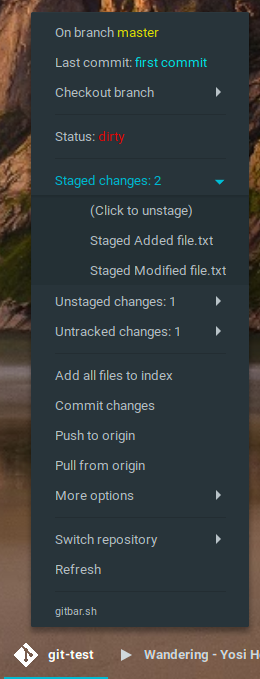 On branch master
Last commit: first commit
Checkout branch
Status: dirty
Staged changes: 2
(Click to unstage)
Staged Added file.txt
Staged Modified file.txt
Unstaged changes: 1
Untracked changes: 1
Add all files to index
Commit changes
Push to origin
Pull from origin
More options
Switch repository
Refresh
gitbar.sh
git-test
Wandering - Yosi